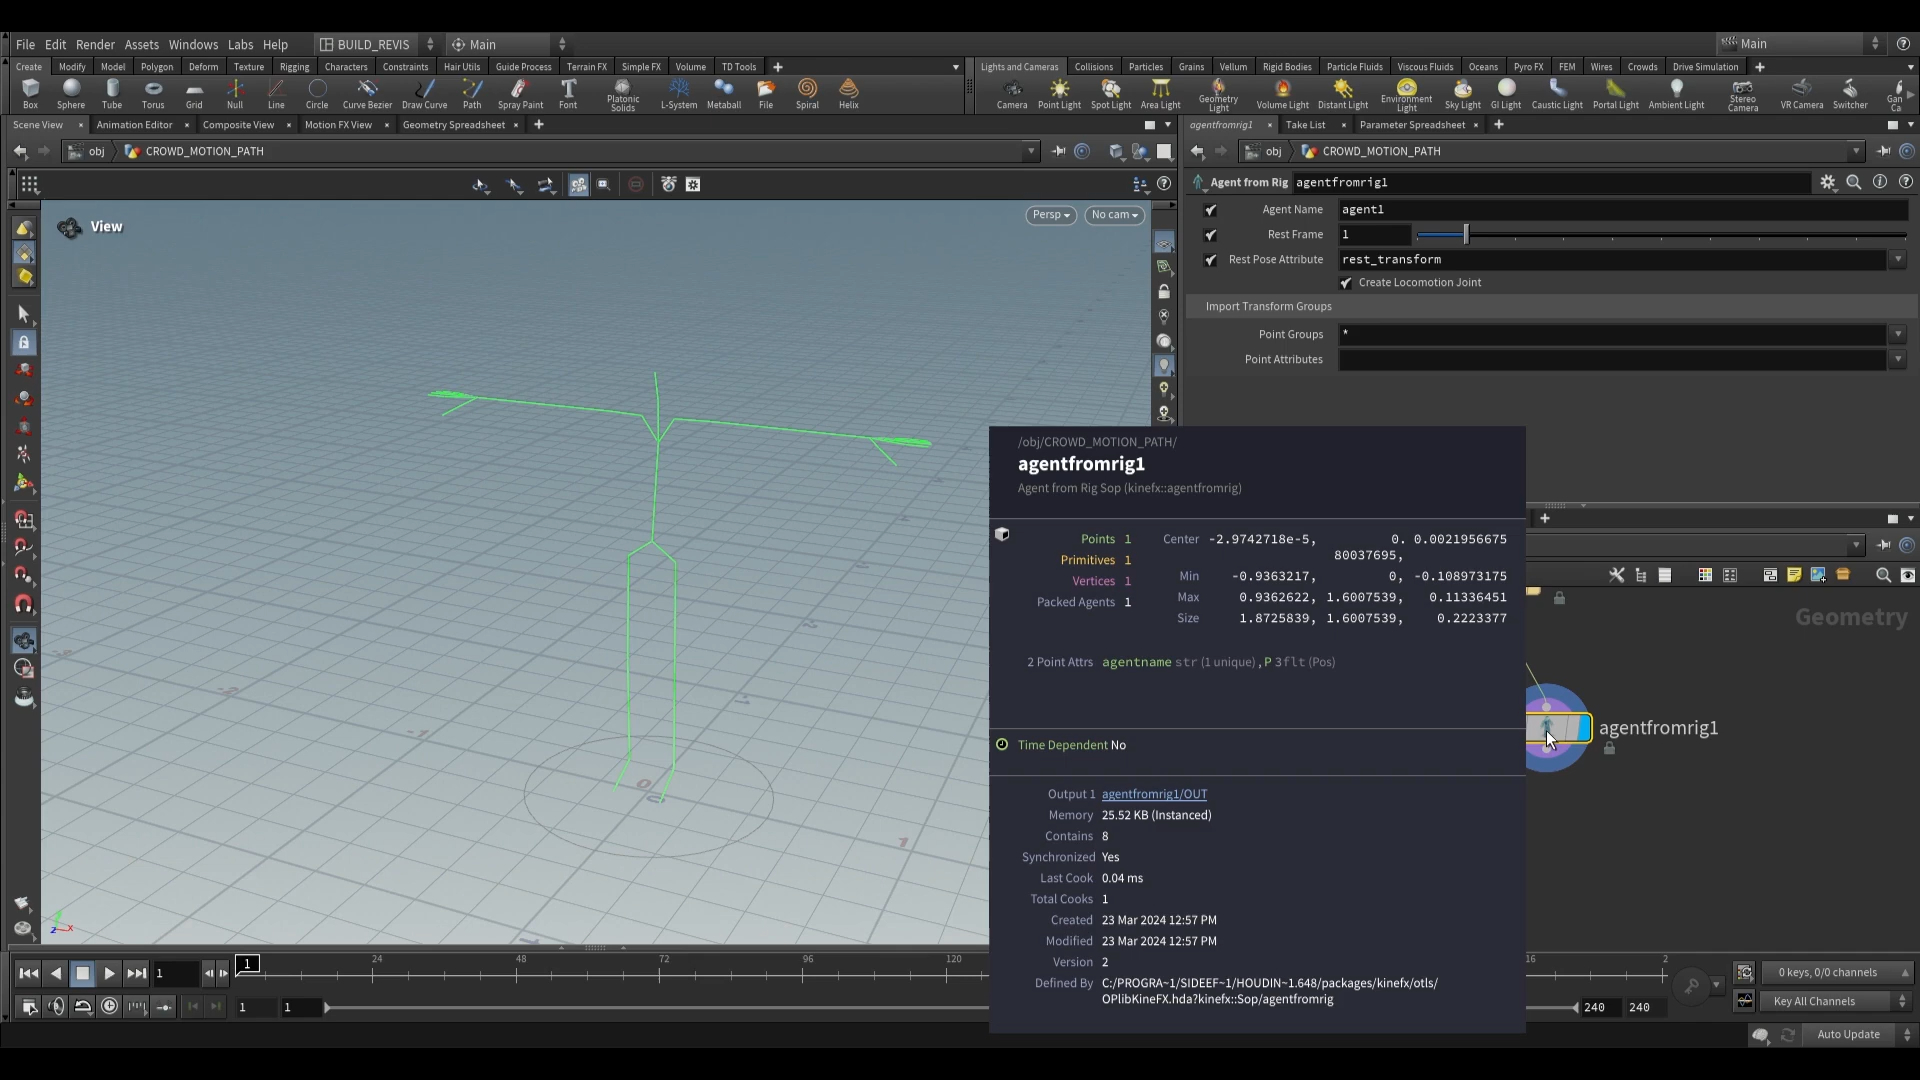 File Edit Render Assets Windows Labs Help BUILD_REVIS Main Main
Create Modify Model Polygon Deform Texture Rigging Characters Constraints Hair Utils Guide Process Terrain FX Simple FX Volume TD Tools
Lights and Cameras Collisions Particles Grains Vellum Rigid Bodies Particle Fluids Viscous Fluids Oceans Pyro FX FEM Wires Crowds Drive Simulation
Box Sphere Tube Torus Grid Null Line Circle Curve Bezier Draw Curve Path Spray Paint Font Platonic Solids L-System Metaball File Spiral Helix
Camera Point Light Spot Light Area Light Geometry Light Volume Light Distant Light Environment Light Sky Light GI Light Caustic Light Portal Light Ambient Light Stereo Camera VR Camera Switcher Gan Ca
Scene View Animation Editor Composite View Motion FX View Geometry Spreadsheet
agentfromrig1 Take List Parameter Spreadsheet
obj CROWD_MOTION_PATH
obj CROWD_MOTION_PATH
Agent from Rig agentfromrig1
View
Persp No cam
Agent Name agent1
Rest Frame 1
Rest Pose Attribute rest_transform
Create Locomotion Joint
Import Transform Groups
Point Groups *
Point Attributes
/obj/CROWD_MOTION_PATH/
agentfromrig1
Agent from Rig Sop (kinefx::agentfromrig)
Points 1 Center -2.9742718e-5, 0. 0.0021956675
80037695,
Primitives 1
Vertices 1 Min -0.9363217, 0, -0.108973175
Packed Agents 1 Max 0.9362622, 1.6007539, 0.11336451
Size 1.8725839, 1.6007539, 0.2223377
2 Point Attrs agentname str (1 unique), P 3flt (Pos)
Time Dependent No
Output 1 agentfromrig1/OUT
Memory 25.52 KB (Instanced)
Contains 8
Synchronized Yes
Last Cook 0.04 ms
Total Cooks 1
Created 23 Mar 2024 12:57 PM
Modified 23 Mar 2024 12:57 PM
Version 2
Defined By C:/PROGRA~1/SIDEEF~1/HOUDIN~1.648/packages/kinefx/otls/
OPlibKineFX.hda?kinefx::Sop/agentfromrig
Geometry
agentfromrig1
1 1 24 48 72 96 120 16 2
0 keys, 0/0 channels
1 1 240 240
Key All Channels
Auto Update